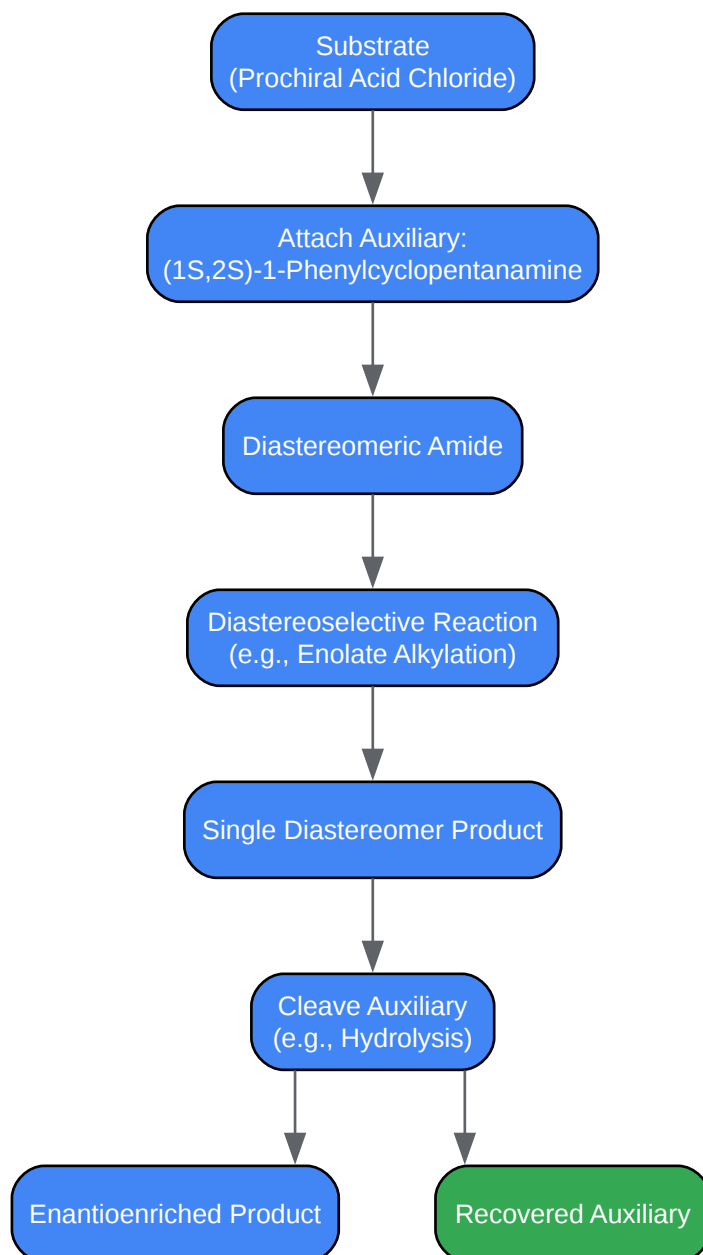 Substrate
(Prochiral Acid Chloride)
Attach Auxiliary:
(1S,2S)-1-Phenylcyclopentanamine
Diastereomeric Amide
Diastereoselective Reaction
(e.g., Enolate Alkylation)
Single Diastereomer Product
Cleave Auxiliary
(e.g., Hydrolysis)
Enantioenriched Product
Recovered Auxiliary